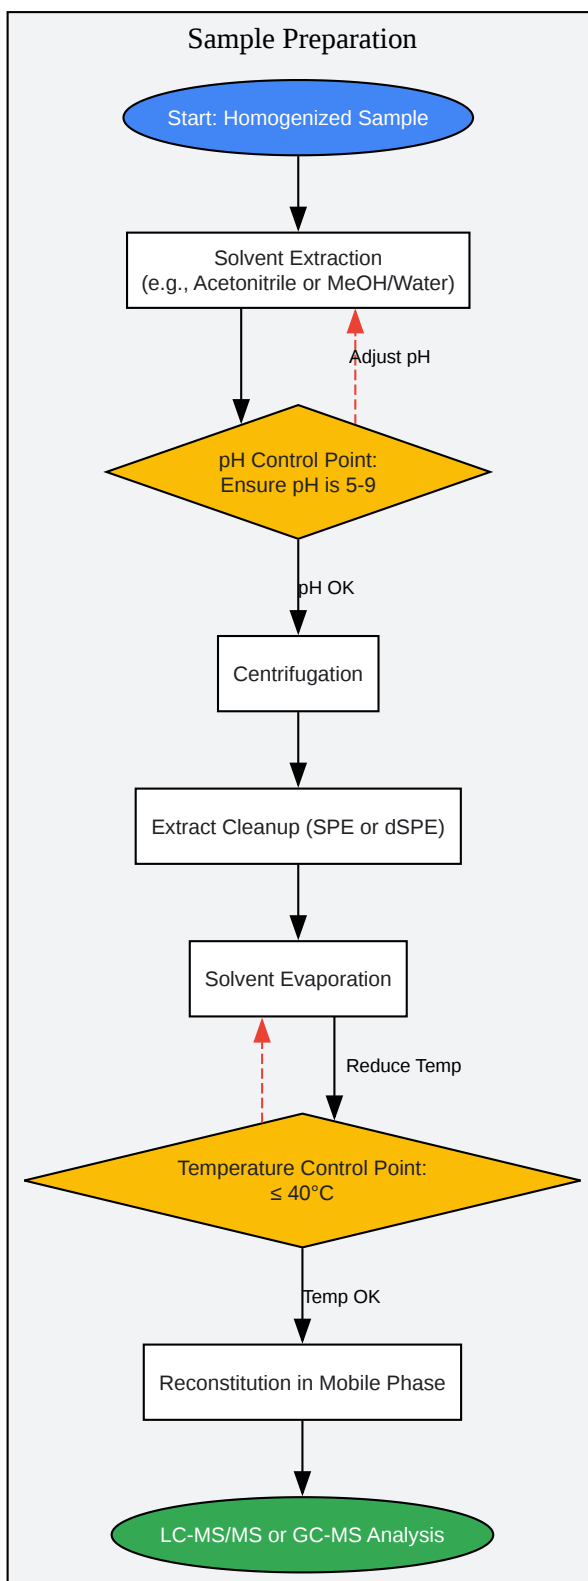 Sample Preparation
Start: Homogenized Sample
Solvent Extraction
(e.g., Acetonitrile or MeOH/Water)
Adjust pH
pH Control Point:
Ensure pH is 5-9
pH OK
Centrifugation
Extract Cleanup (SPE or dSPE)
Solvent Evaporation
Reduce Temp
Temperature Control Point:
≤ 40°C
Temp OK
Reconstitution in Mobile Phase
LC-MS/MS or GC-MS Analysis